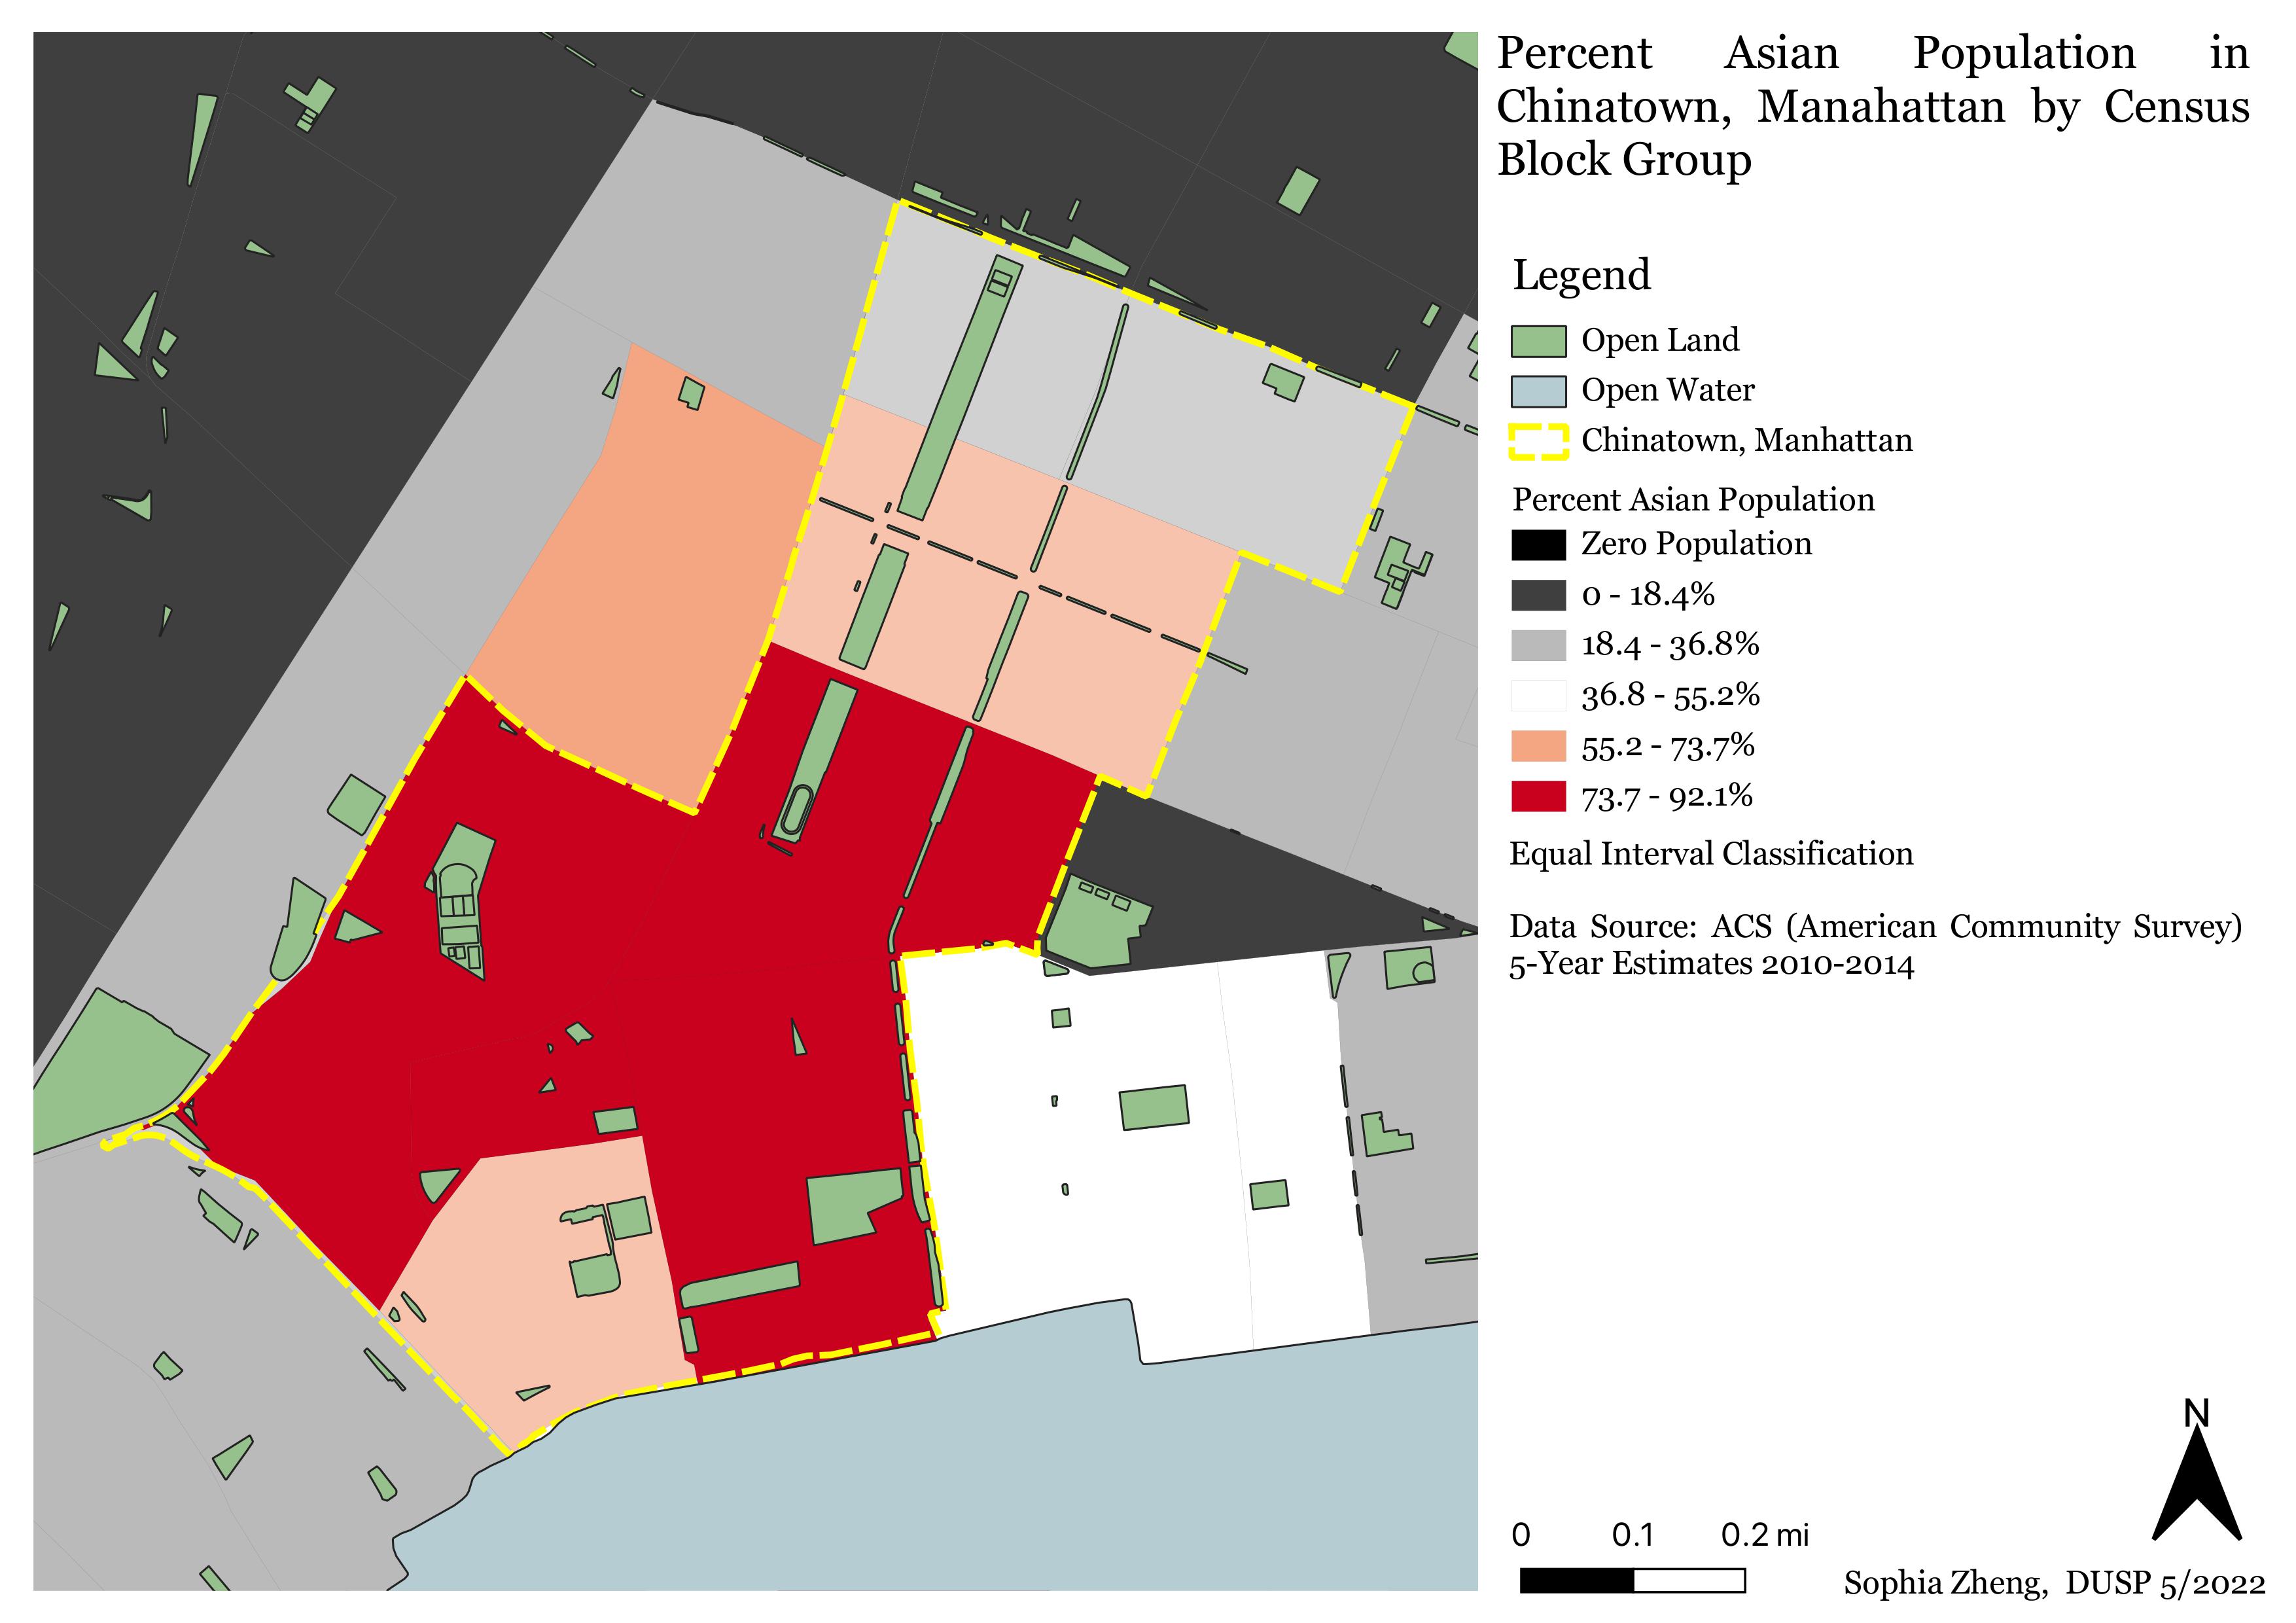 Percent Asian Population in
Chinatown, Manahattan by Census
Block Group
Legend
Open Land
Open Water
Chinatown, Manhattan
Percent Asian Population
Zero Population
0 - 18.4%
18.4 - 36.8%
36.8 - 55.2%
55.2 - 73.7%
73.7 - 92.1%
Equal Interval Classification
Data Source: ACS (American Community Survey)
5-Year Estimates 2010-2014
N
0 0.1 0.2 mi
Sophia Zheng, DUSP 5/2022